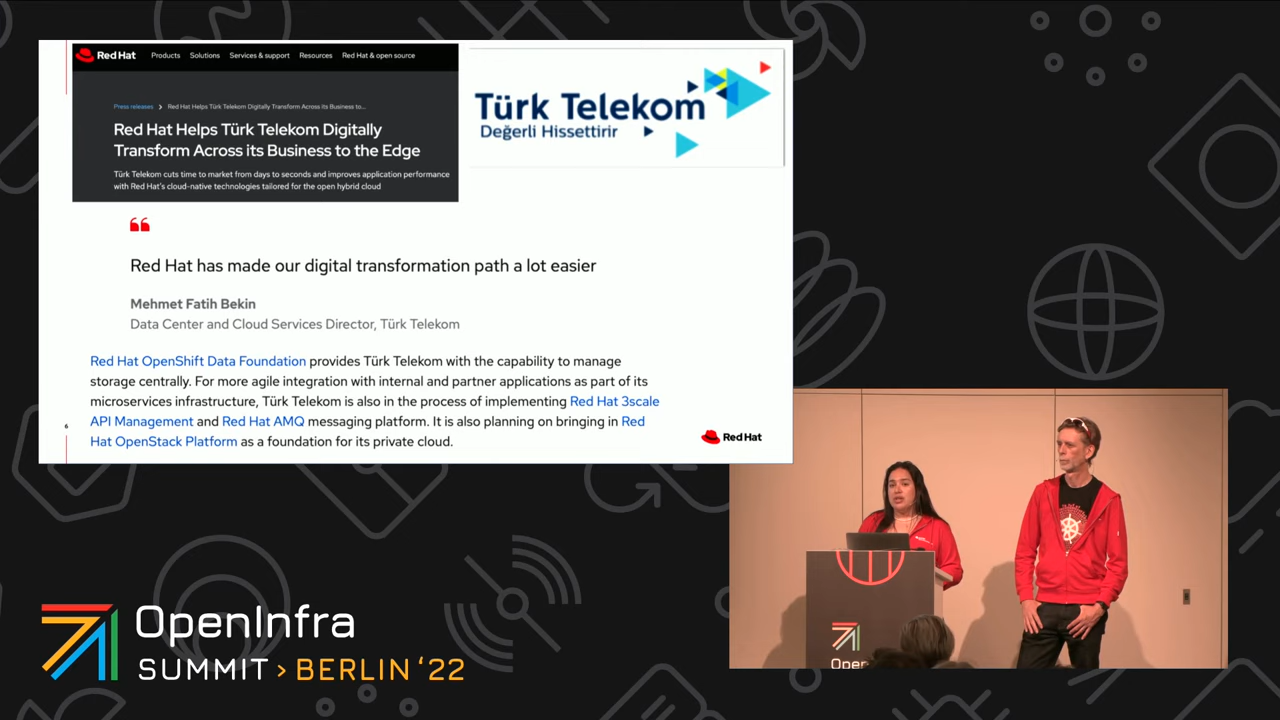 Red Hat Products Solutions Services & support Resources Red Hat & open source
Press releases > Red Hat Helps Türk Telekom Digitally Transform Across its Business to...
Red Hat Helps Türk Telekom Digitally
Transform Across its Business to the Edge
Türk Telekom cuts time to market from days to seconds and improves application performance
with Red Hat's cloud-native technologies tailored for the open hybrid cloud
Türk Telekom
Değerli Hissettirir
Red Hat has made our digital transformation path a lot easier
Mehmet Fatih Bekin
Data Center and Cloud Services Director, Türk Telekom
Red Hat OpenShift Data Foundation provides Türk Telekom with the capability to manage
storage centrally. For more agile integration with internal and partner applications as part of its
microservices infrastructure, Türk Telekom is also in the process of implementing Red Hat 3scale
API Management and Red Hat AMQ messaging platform. It is also planning on bringing in Red
Hat OpenStack Platform as a foundation for its private cloud.
6
Red Hat
OpenInfra
SUMMIT > BERLIN '22
Open